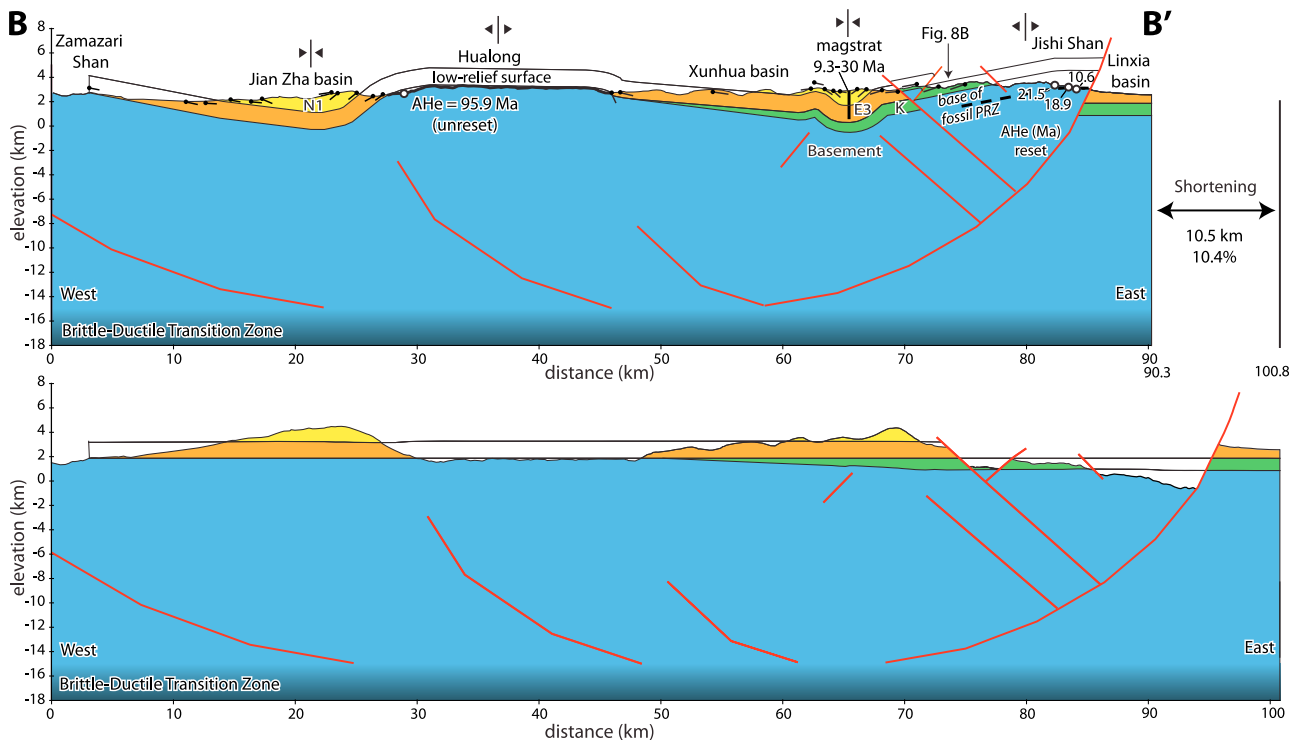 B
B'
Zamazari
Shan
Jian Zha basin
N1
Hualong
low-relief surface
AHe = 95.9 Ma
(unreset)
Xunhua basin
magstrat
9.3-30 Ma
E3
K
Basement
Fig. 8B
Jishi Shan
Linxia
basin
base of
fossil PRZ
10.6
21.5
18.9
AHe (Ma)
reset
Shortening
10.5 km
10.4%
8
6
4
2
0
-2
-4
-6
-8
-10
-12
-14
-16
-18
elevation (km)
West
East
Brittle-Ductile Transition Zone
0
10
20
30
40
50
60
70
80
90
90.3
100.8
distance (km)
8
6
4
2
0
-2
-4
-6
-8
-10
-12
-14
-16
-18
elevation (km)
West
East
Brittle-Ductile Transition Zone
0
10
20
30
40
50
60
70
80
90
100
distance (km)